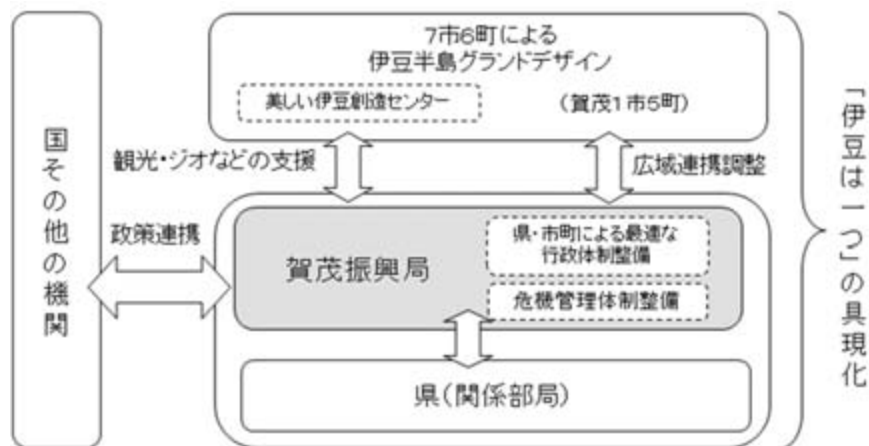 7市6町による
伊豆半島グランドデザイン
美しい伊豆創造センター
(賀茂1市5町)
国その他の機関
観光・ジオなどの支援
広域連携調整
政策連携
賀茂振興局
県・市町による最適な
行政体制整備
危機管理体制整備
県(関係部局)
「伊豆は一つ」の具現化